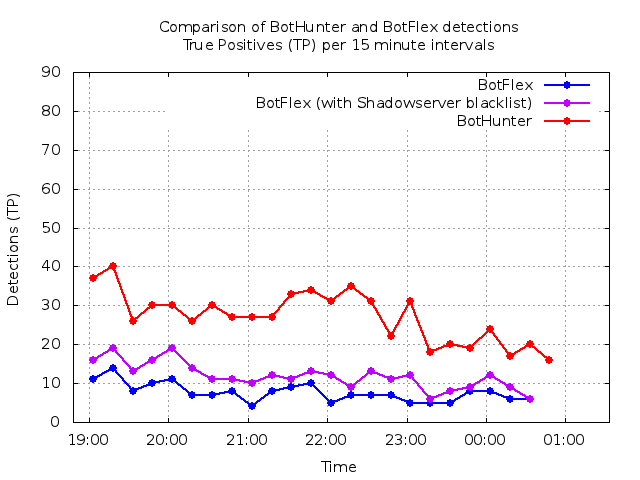 Comparison of BotHunter and BotFlex detections
True Positives (TP) per 15 minute intervals
90
80
70
60
50
40
30
20
10
0
Detections (TP)
BotFlex
BotFlex (with Shadowserver blacklist)
BotHunter
19:00 20:00 21:00 22:00 23:00 00:00 01:00
Time